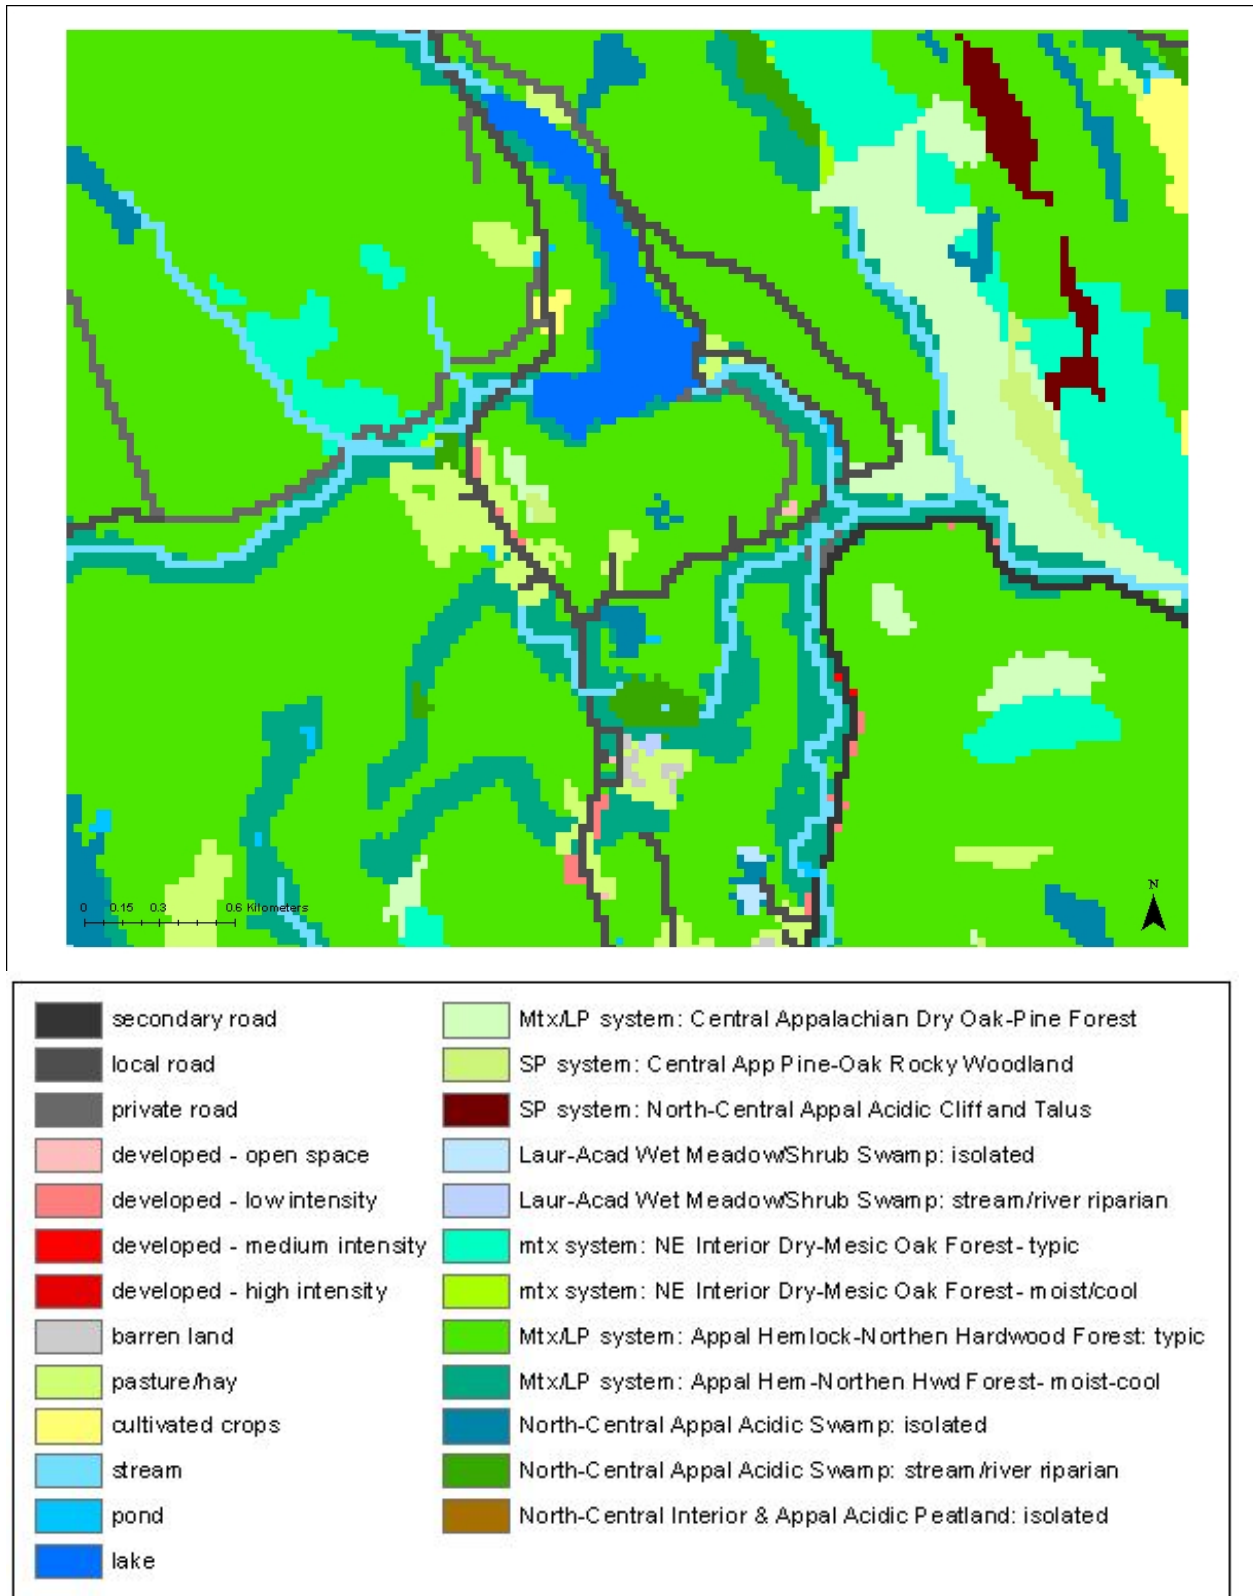 N
0 0.15 0.3 0.6 Kilometers
secondary road
local road
private road
developed - open space
developed - low intensity
developed - medium intensity
developed - high intensity
barren land
pasture/hay
cultivated crops
stream
pond
lake
Mtx/LP system: Central Appalachian Dry Oak-Pine Forest
SP system: Central App Pine-Oak Rocky Woodland
SP system: North-Central Appal Acidic Cliff and Talus
Laur-Acad Wet Meadow/Shrub Swamp: isolated
Laur-Acad Wet Meadow/Shrub Swamp: stream/river riparian
mtx system: NE Interior Dry-Mesic Oak Forest- typic
mtx system: NE Interior Dry-Mesic Oak Forest- moist/cool
Mtx/LP system: Appal Hemlock-Northen Hardwood Forest: typic
Mtx/LP system: Appal Hem-Northen Hwd Forest- moist-cool
North-Central Appal Acidic Swamp: isolated
North-Central Appal Acidic Swamp: stream/river riparian
North-Central Interior & Appal Acidic Peatland: isolated